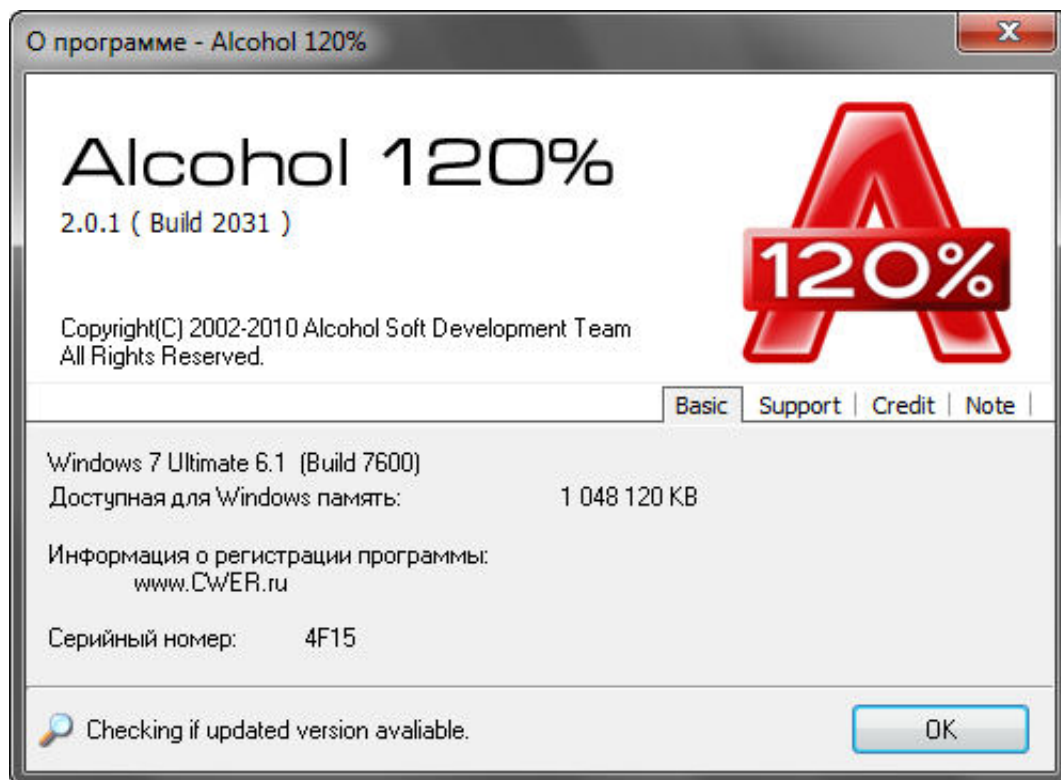 О программе - Alcohol 120%
Alcohol 120%
2.0.1 ( Build 2031 )
120%
Copyright(C) 2002-2010 Alcohol Soft Development Team
All Rights Reserved.
Basic Support Credit Note
Windows 7 Ultimate 6.1 (Build 7600)
Доступная для Windows память: 1 048 120 KB
Информация о регистрации программы:
www.CWER.ru
Серийный номер: 4F15
Checking if updated version avaliable.
OK